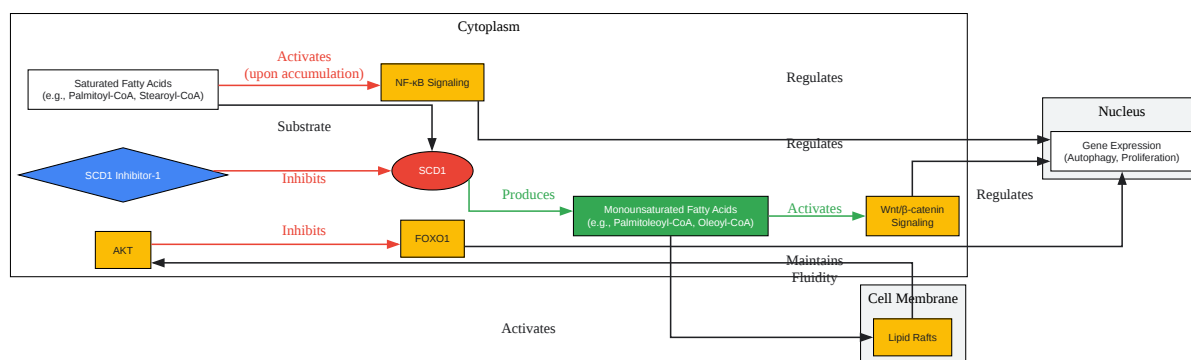 Cytoplasm
Activates
(upon accumulation)
Saturated Fatty Acids
(e.g., Palmitoyl-CoA, Stearoyl-CoA)
NF-κB Signaling
Regulates
Nucleus
Substrate
Regulates
Gene Expression
(Autophagy, Proliferation)
SCD1 Inhibitor-1
Inhibits
SCD1
Produces
Monounsaturated Fatty Acids
(e.g., Palmitoleoyl-CoA, Oleoyl-CoA)
Activates
Wnt/β-catenin
Signaling
Regulates
AKT
Inhibits
FOXO1
Maintains
Fluidity
Cell Membrane
Activates
Lipid Rafts